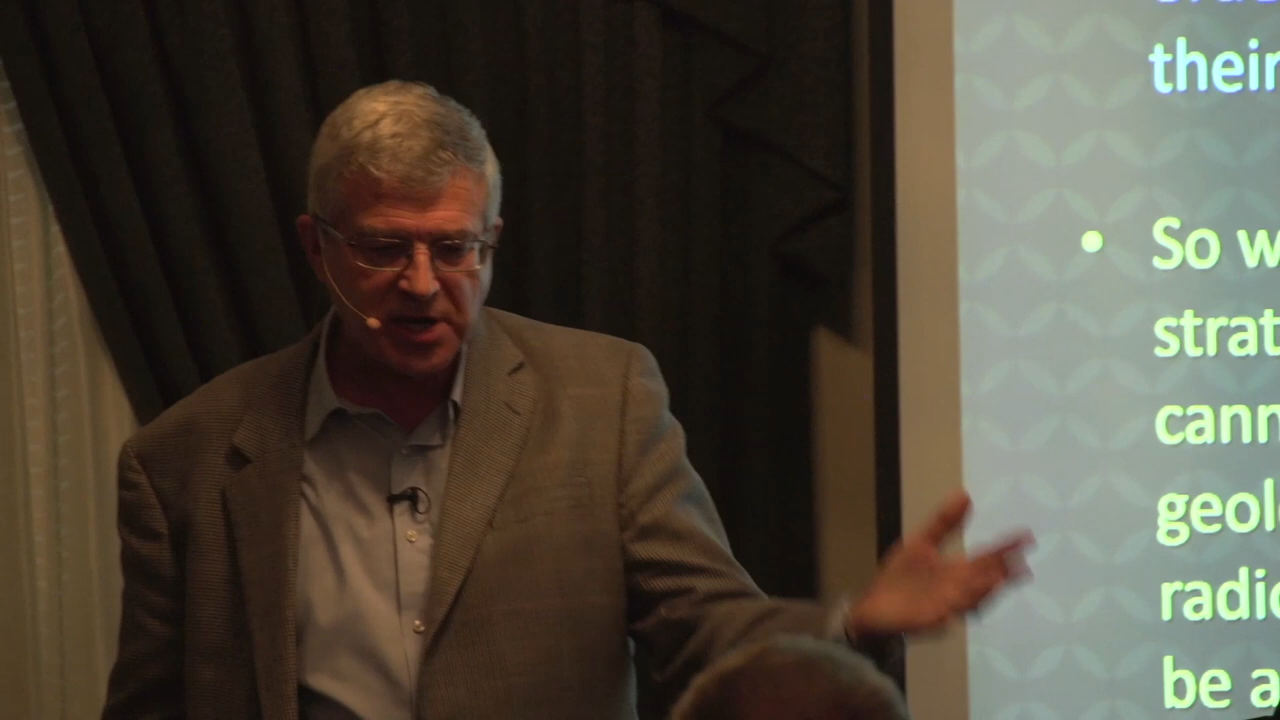 their
• So w
strat
cann
geol
radio
be a